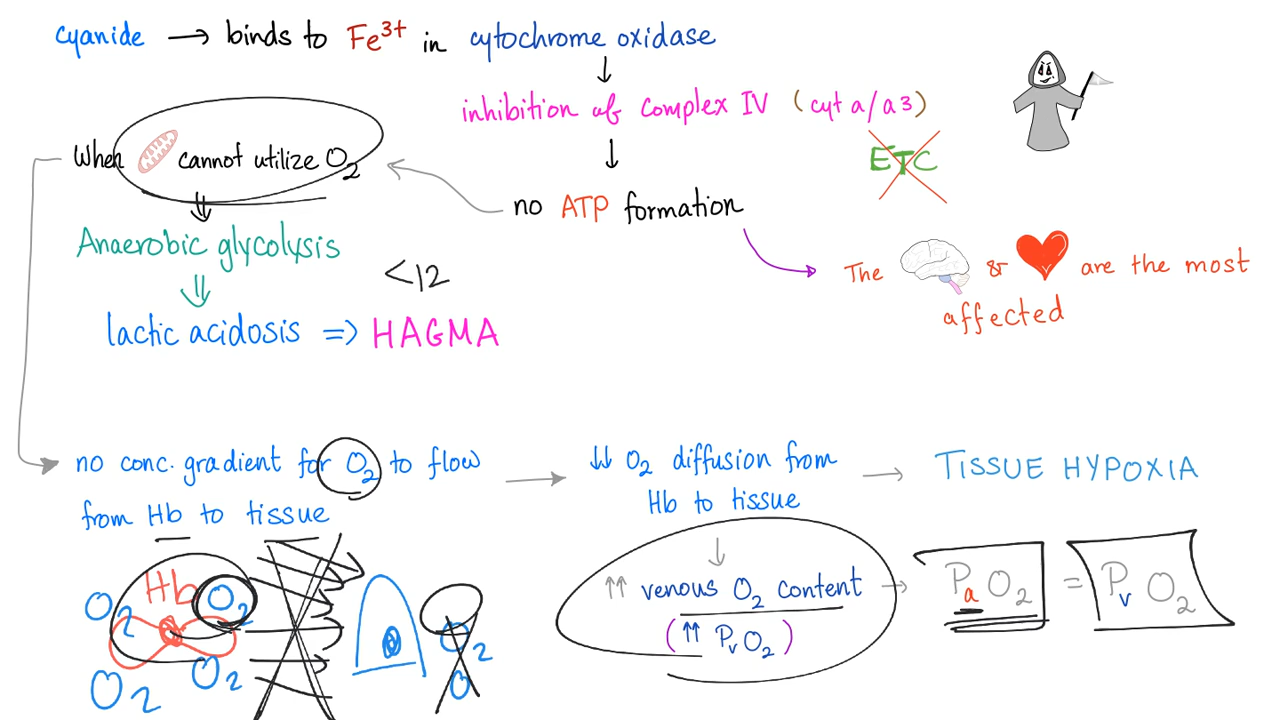 cyanide → binds to Fe3+ in cytochrome oxidase
↓
inhibition of Complex IV (cyt a/a3)
↓
ETC
no ATP formation
When cannot utilize O2
⇓
Anaerobic glycolysis
<12
⇓
lactic acidosis => HAGMA
The & are the most
affected
no conc. gradient for O2 to flow
from Hb to tissue
→ ↓↓ O2 diffusion from
Hb to tissue
→ TISSUE HYPOXIA
↓
↑↑ venous O2 content
(↑↑ PvO2)
→ PaO2 = PvO2
Hb O2
O2
O2
O2
O2
O